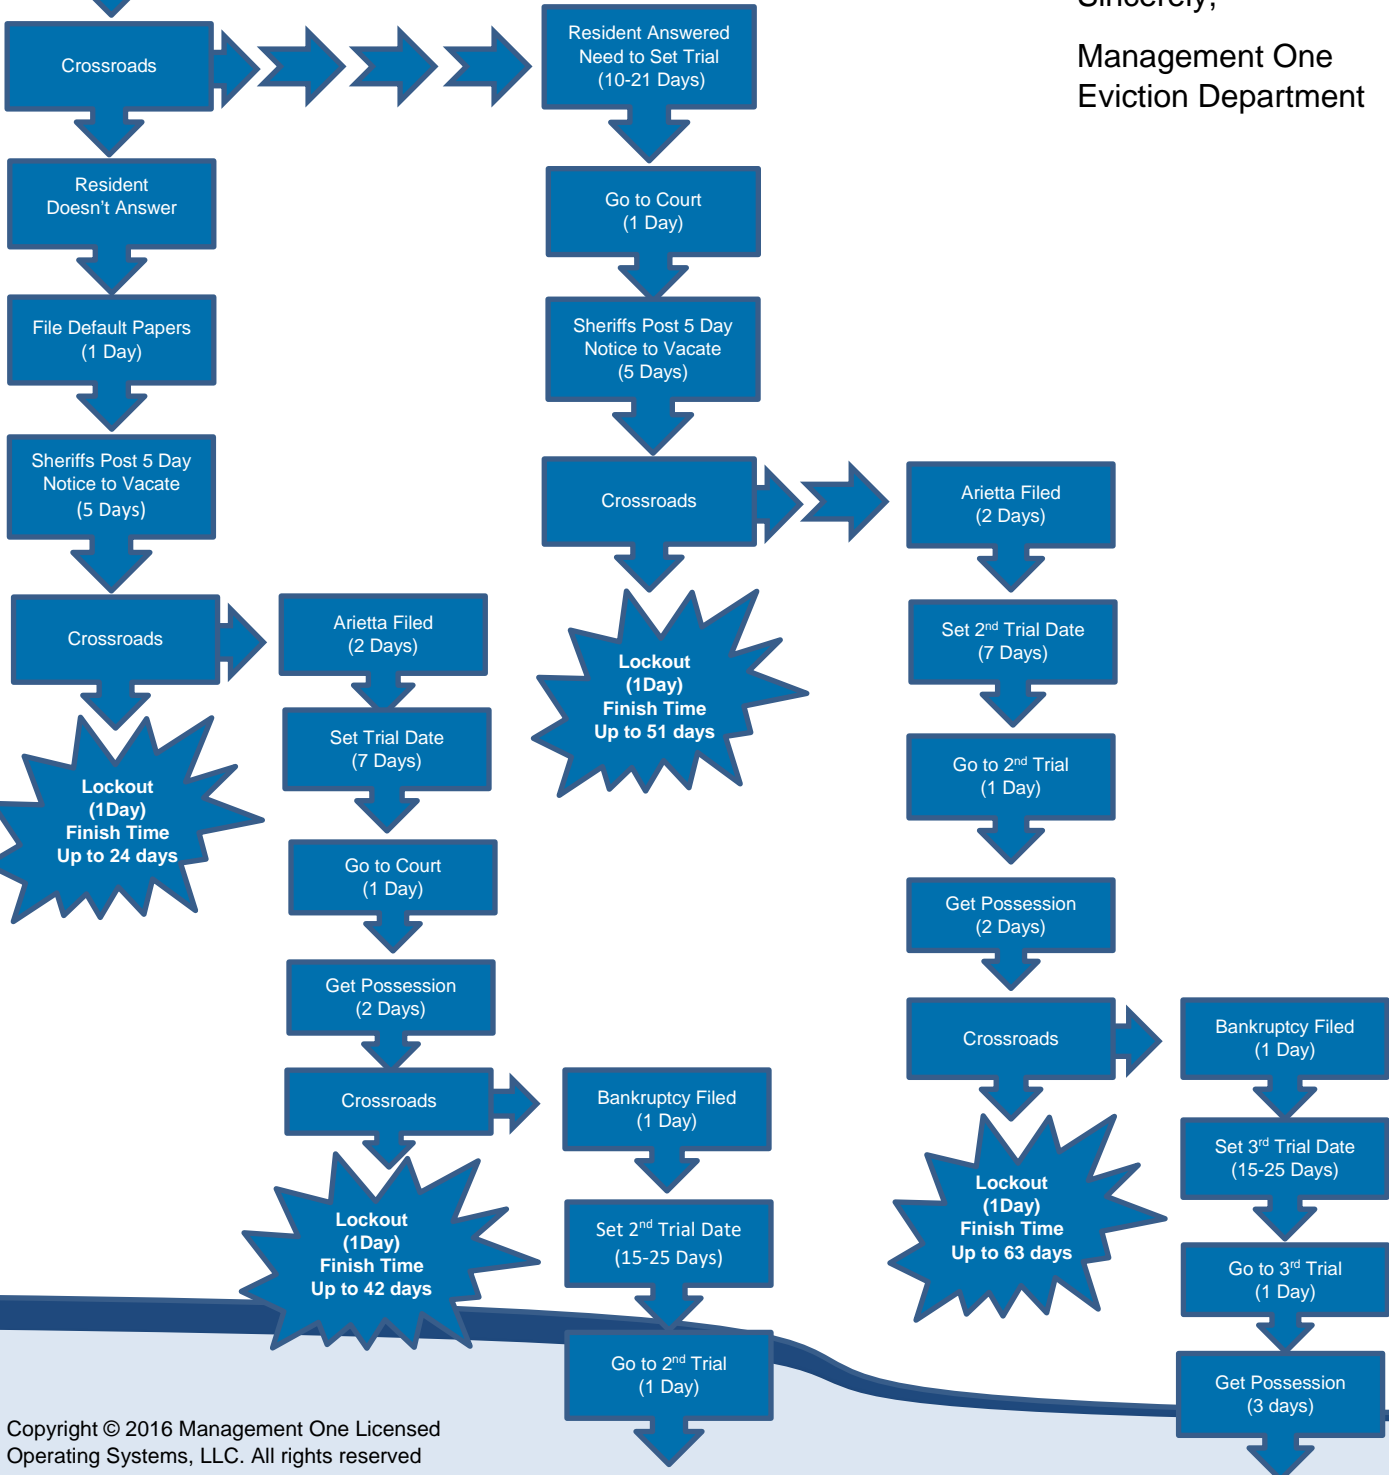 Sincerely,
Management One
Eviction Department
Crossroads
Resident Answered
Need to Set Trial
(10-21 Days)
Resident
Doesn't Answer
Go to Court
(1 Day)
File Default Papers
(1 Day)
Sheriffs Post 5 Day
Notice to Vacate
(5 Days)
Sheriffs Post 5 Day
Notice to Vacate
(5 Days)
Crossroads
Arietta Filed
(2 Days)
Crossroads
Arietta Filed
(2 Days)
Lockout
(1Day)
Finish Time
Up to 51 days
Set 2nd Trial Date
(7 Days)
Lockout
(1Day)
Finish Time
Up to 24 days
Set Trial Date
(7 Days)
Go to 2nd Trial
(1 Day)
Go to Court
(1 Day)
Get Possession
(2 Days)
Get Possession
(2 Days)
Crossroads
Bankruptcy Filed
(1 Day)
Crossroads
Bankruptcy Filed
(1 Day)
Set 3rd Trial Date
(15-25 Days)
Lockout
(1Day)
Finish Time
Up to 63 days
Lockout
(1Day)
Finish Time
Up to 42 days
Set 2nd Trial Date
(15-25 Days)
Go to 3rd Trial
(1 Day)
Go to 2nd Trial
(1 Day)
Get Possession
(3 days)
Copyright © 2016 Management One Licensed
Operating Systems, LLC. All rights reserved